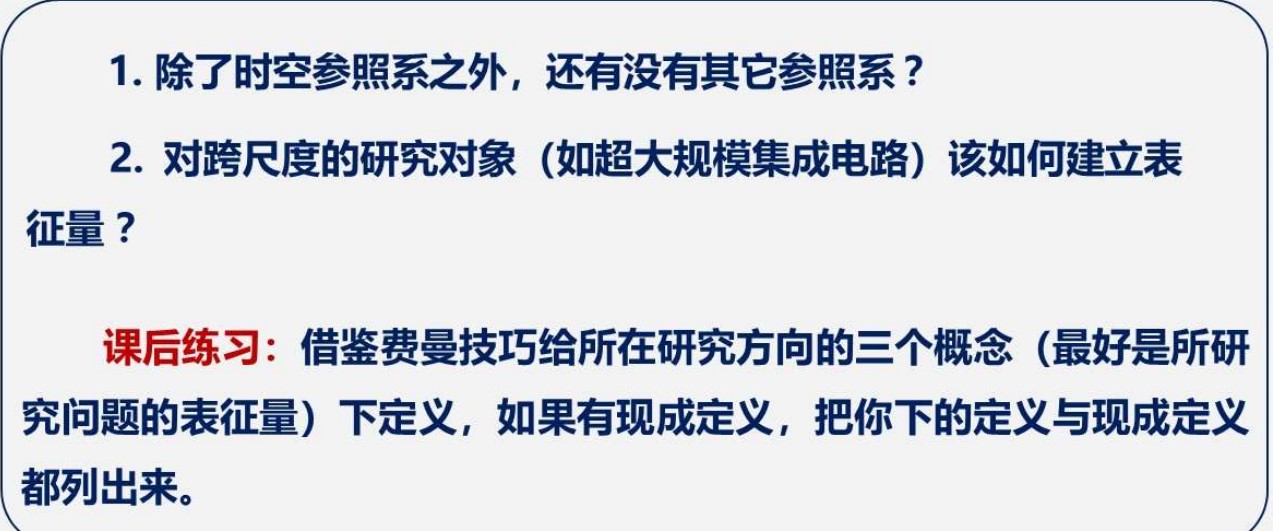 1. 除了时空参照系之外，还有没有其它参照系？
2. 对跨尺度的研究对象（如超大规模集成电路）该如何建立表
征量？
课后练习：借鉴费曼技巧给所在研究方向的三个概念（最好是所研
究问题的表征量）下定义，如果有现成定义，把你下的定义与现成定义
都列出来。